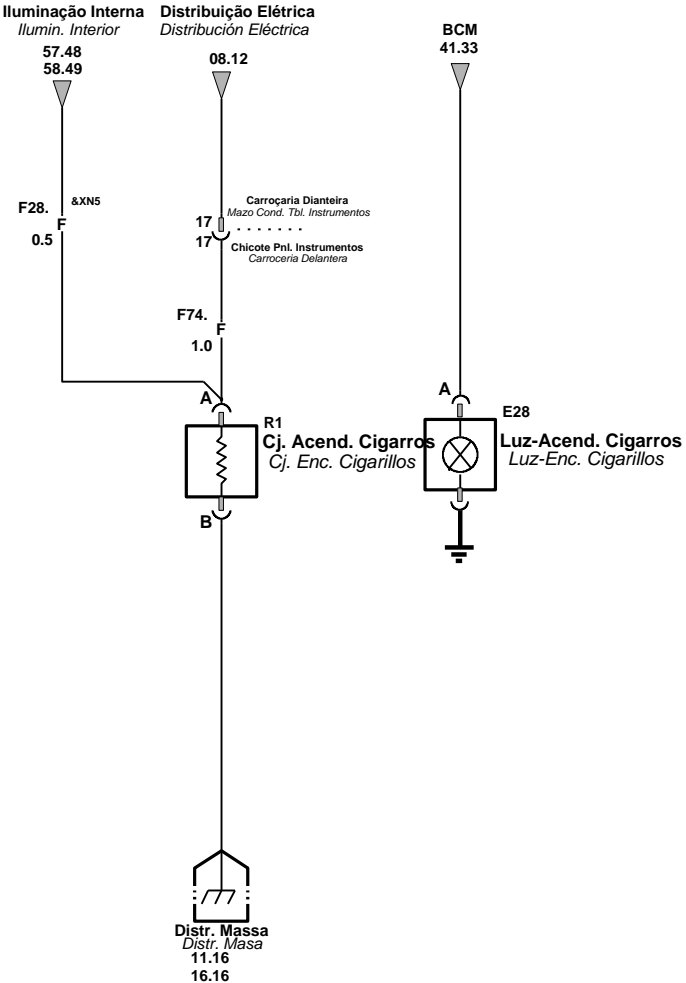 Iluminação Interna
Ilumin. Interior
57.48
58.49
Distribuição Elétrica
Distribución Eléctrica
08.12
BCM
41.33
F28.
&XN5
F
0.5
17
17
Carroçaria Dianteira
Mazo Cond. Tbl. Instrumentos
Chicote Pnl. Instrumentos
Carroceria Delantera
F74.
F
1.0
A
R1
Cj. Acend. Cigarros
Cj. Enc. Cigarillos
B
A
E28
Luz-Acend. Cigarros
Luz-Enc. Cigarillos
Distr. Massa
Distr. Masa
11.16
16.16